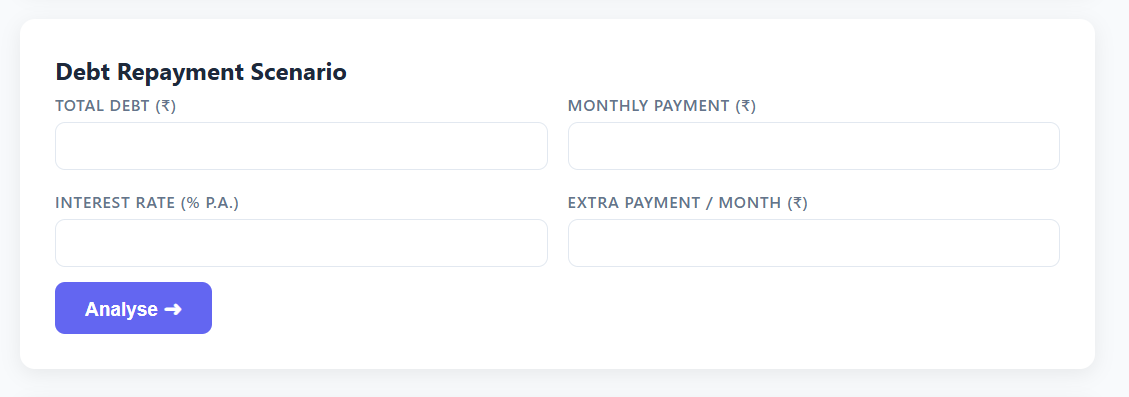 Debt Repayment Scenario
TOTAL DEBT (₹)
MONTHLY PAYMENT (₹)
INTEREST RATE (% P.A.)
EXTRA PAYMENT / MONTH (₹)
Analyse ➜